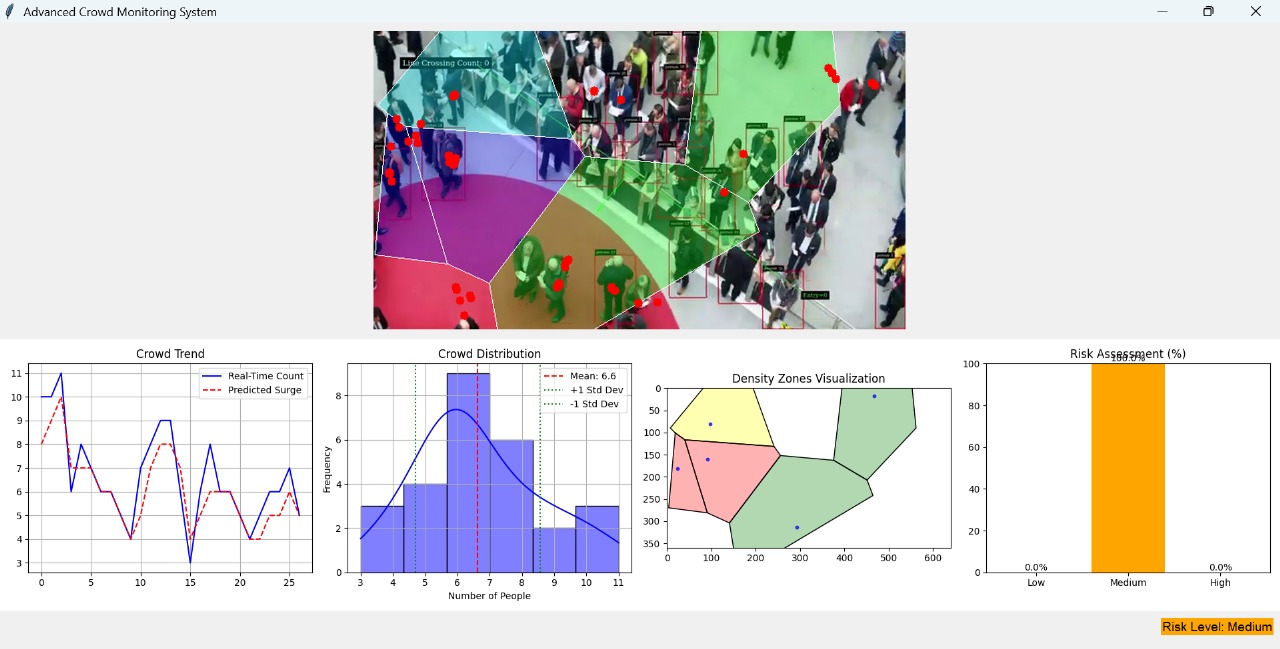 Advanced Crowd Monitoring System
Line Crossing Count: 0
Entry=0
Crowd Trend
Real-Time Count
Predicted Surge
11
10
9
8
7
6
5
4
3
0 5 10 15 20 25
Crowd Distribution
Mean: 6.6
+1 Std Dev
-1 Std Dev
Frequency
8
6
4
2
0
3 4 5 6 7 8 9 10 11
Number of People
Density Zones Visualization
0
50
100
150
200
250
300
350
0 100 200 300 400 500 600
Risk Assessment (%)
100.0%
100
80
60
40
20
0
0.0% 0.0%
Low Medium High
Risk Level: Medium